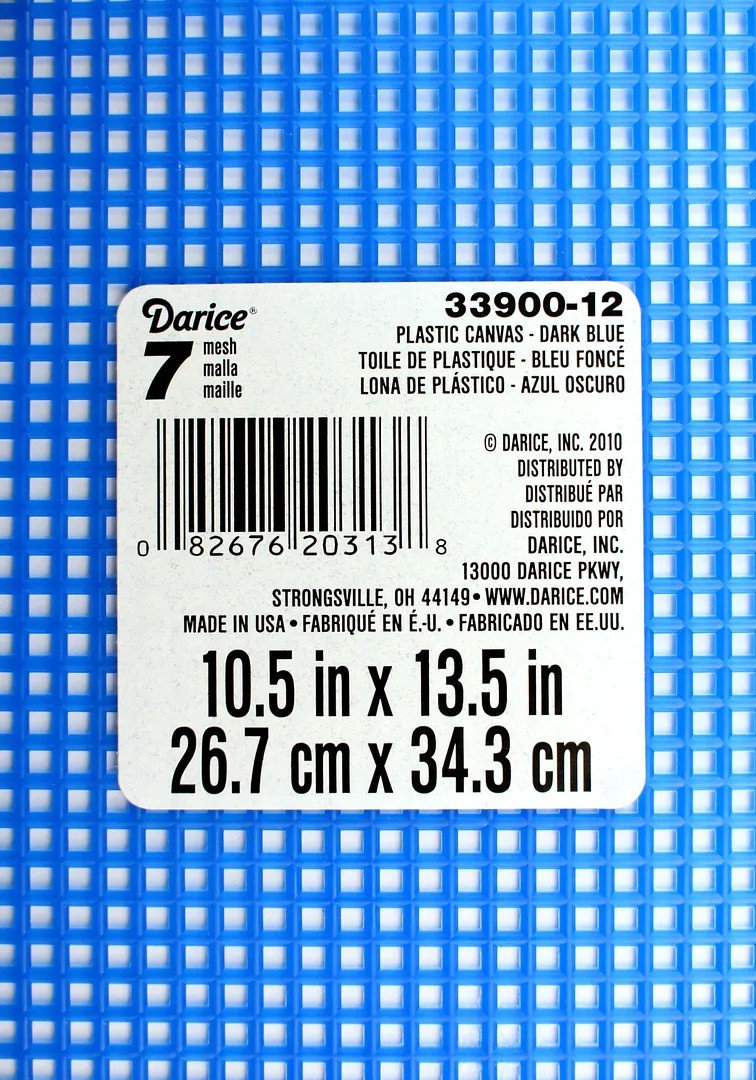 Darice®
33900-12
7 mesh
malla
maille
PLASTIC CANVAS - DARK BLUE
TOILE DE PLASTIQUE - BLEU FONCÉ
LONA DE PLÁSTICO - AZUL OSCURO
0 82676 20313 8
© DARICE, INC. 2010
DISTRIBUTED BY
DISTRIBUÉ PAR
DISTRIBUIDO POR
DARICE, INC.
13000 DARICE PKWY,
STRONGSVILLE, OH 44149 • WWW.DARICE.COM
MADE IN USA • FABRIQUÉ EN É.-U. • FABRICADO EN EE.UU.
10.5 in x 13.5 in
26.7 cm x 34.3 cm